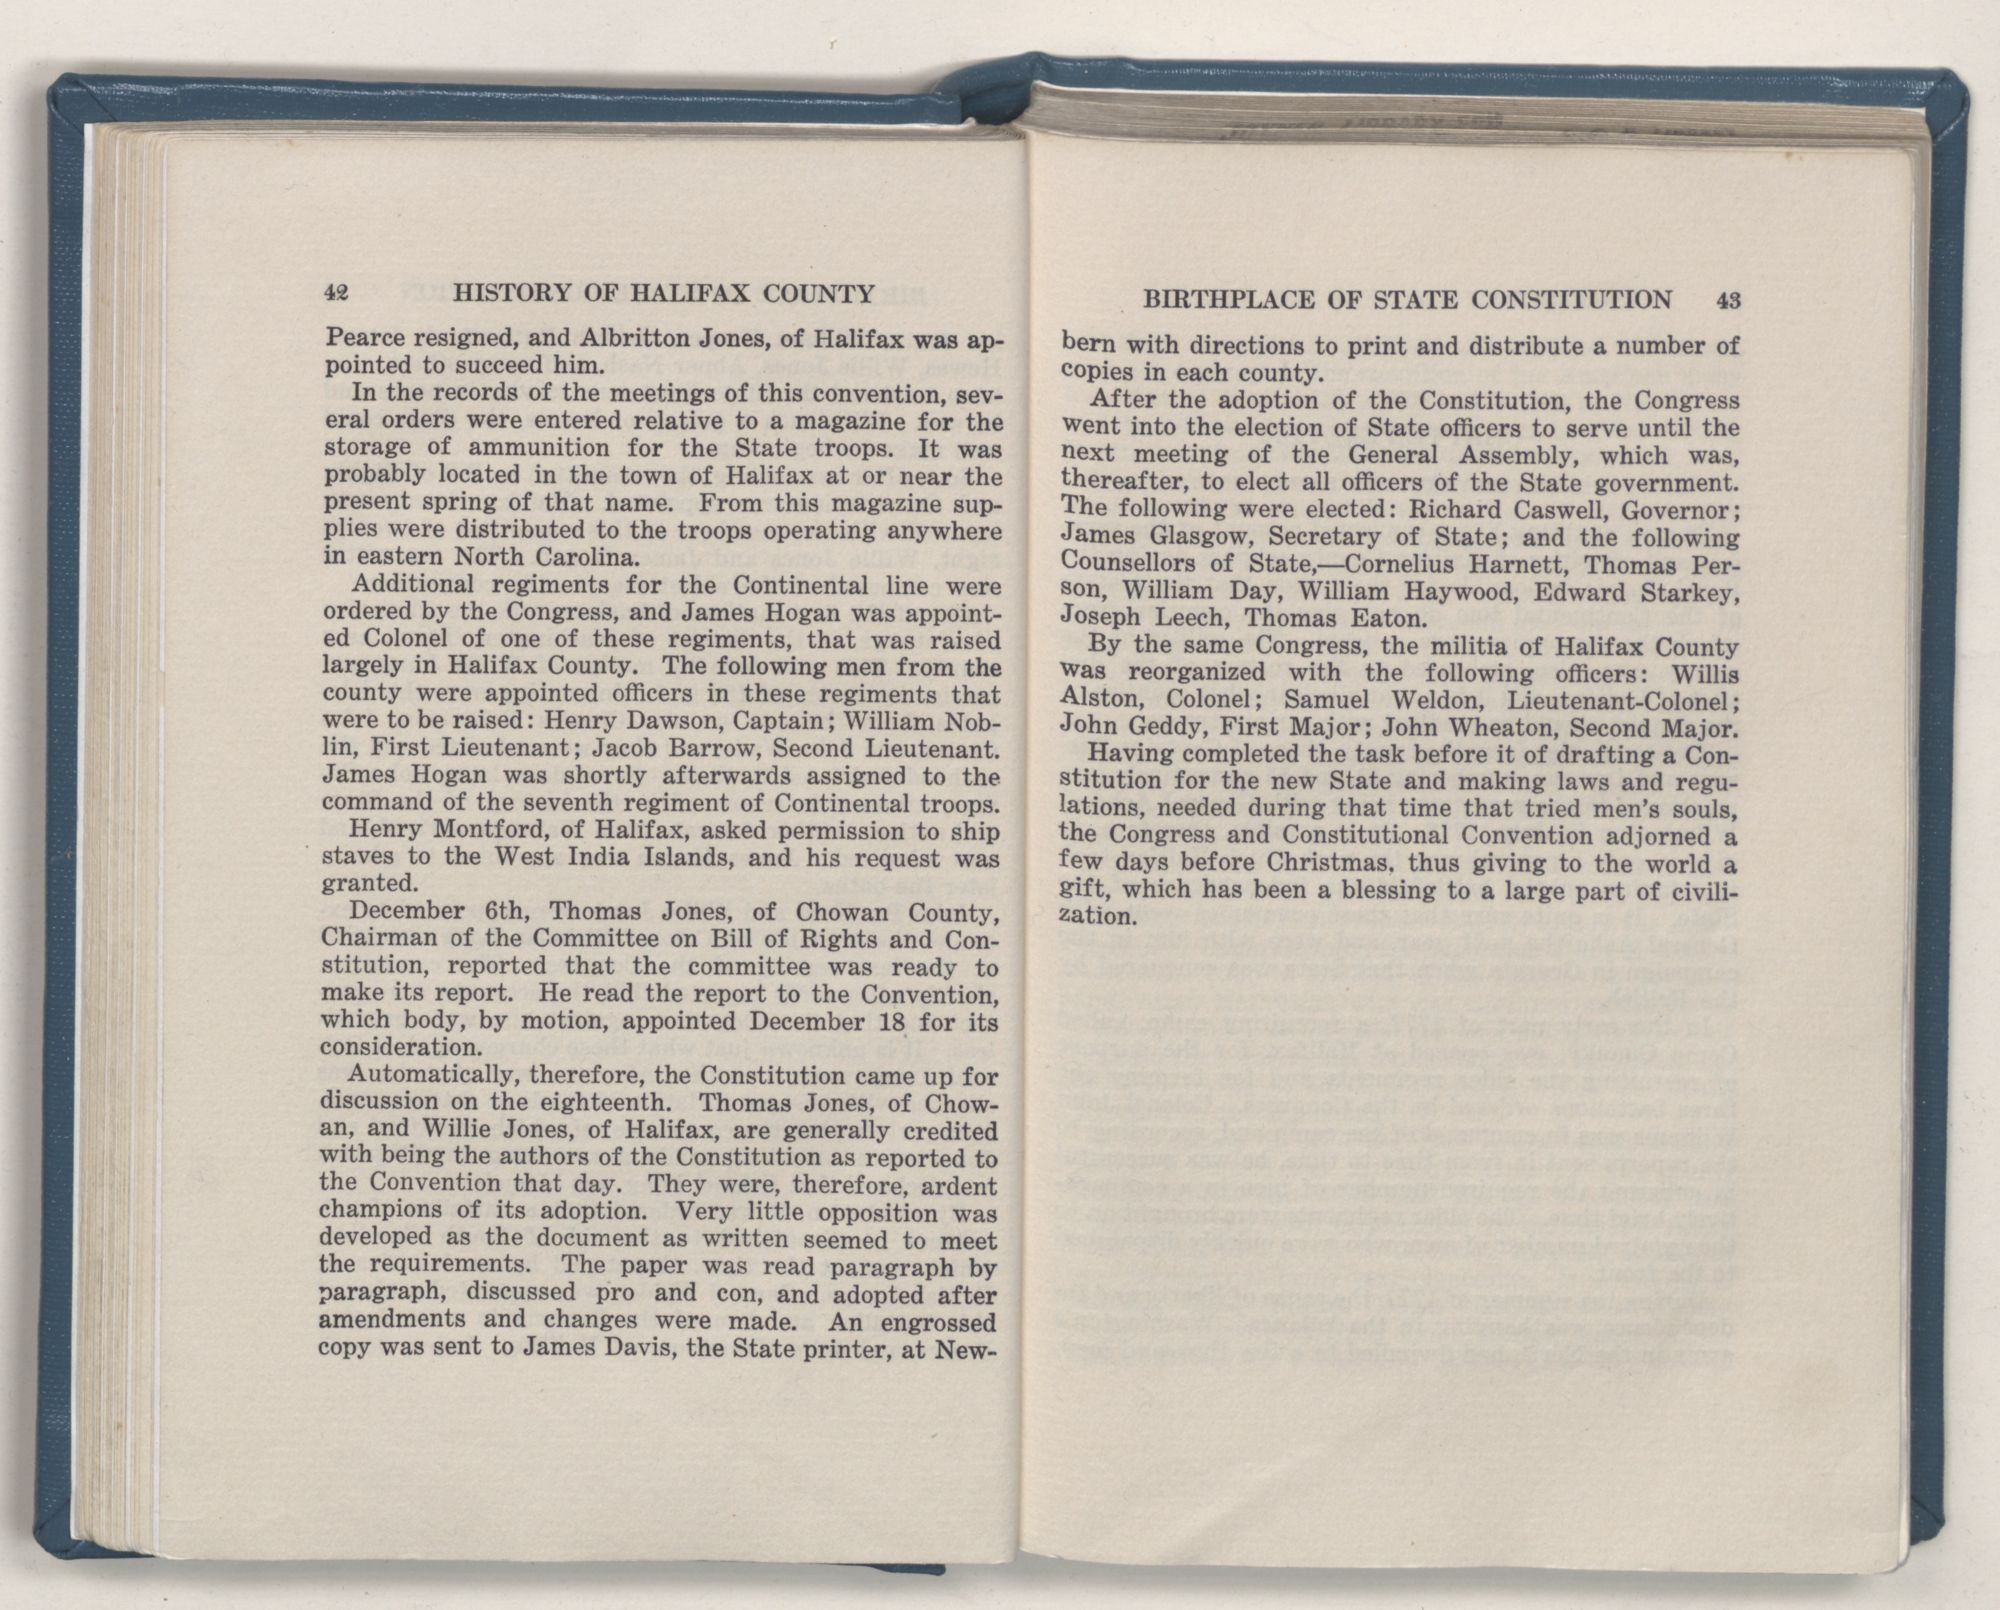 42 HISTORY OF HALIFAX COUNTY
Pearce resigned, and Albritton Jones, of Halifax was ap-
pointed to succeed him.
In the records of the meetings of this convention, sev-
eral orders were entered relative to a magazine for the
storage of ammunition for the State troops. It was
probably located in the town of Halifax at or near the
present spring of that name. From this magazine sup-
plies were distributed to the troops operating anywhere
in eastern North Carolina.
Additional regiments for the Continental line were
ordered by the Congress, and James Hogan was appoint-
ed Colonel of one of these regiments, that was raised
largely in Halifax County. The following men from the
county were appointed officers in these regiments that
were to be raised: Henry Dawson, Captain; William Nob-
lin, First Lieutenant; Jacob Barrow, Second Lieutenant.
James Hogan was shortly afterwards assigned to the
command of the seventh regiment of Continental troops.
Henry Montford, of Halifax, asked permission to ship
staves to the West India Islands, and his request was
granted.
December 6th, Thomas Jones, of Chowan County,
Chairman of the Committee on Bill of Rights and Con-
stitution, reported that the committee was ready to
make its report. He read the report to the Convention,
which body, by motion, appointed December 18 for its
consideration.
Automatically, therefore, the Constitution came up for
discussion on the eighteenth. Thomas Jones, of Chow-
an, and Willie Jones, of Halifax, are generally credited
with being the authors of the Constitution as reported to
the Convention that day. They were, therefore, ardent
champions of its adoption. Very little opposition was
developed as the document as written seemed to meet
the requirements. The paper was read paragraph by
paragraph, discussed pro and con, and adopted after
amendments and changes were made. An engrossed
copy was sent to James Davis, the State printer, at New-
BIRTHPLACE OF STATE CONSTITUTION 43
bern with directions to print and distribute a number of
copies in each county.
After the adoption of the Constitution, the Congress
went into the election of State officers to serve until the
next meeting of the General Assembly, which was,
thereafter, to elect all officers of the State government.
The following were elected: Richard Caswell, Governor;
James Glasgow, Secretary of State; and the following
Counsellors of State,—Cornelius Harnett, Thomas Per-
son, William Day, William Haywood, Edward Starkey,
Joseph Leech, Thomas Eaton.
By the same Congress, the militia of Halifax County
was reorganized with the following officers: Willis
Alston, Colonel; Samuel Weldon, Lieutenant-Colonel;
John Geddy, First Major; John Wheaton, Second Major.
Having completed the task before it of drafting a Con-
stitution for the new State and making laws and regu-
lations, needed during that time that tried men's souls,
the Congress and Constitutional Convention adjorned a
few days before Christmas, thus giving to the world a
gift, which has been a blessing to a large part of civili-
zation.